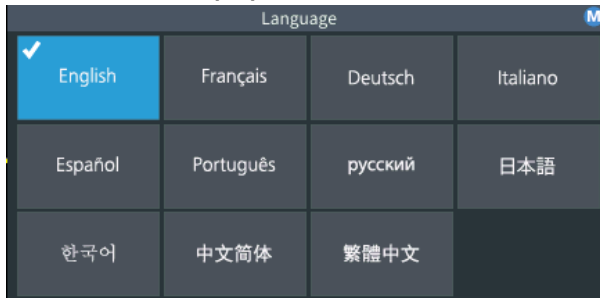 Language
M
English
Français
Deutsch
Italiano
Español
Português
русский
日本語
한국어
中文简体
繁體中文